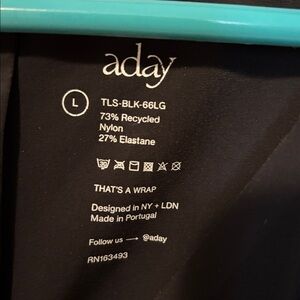 aday
L
TLS-BLK-66LG
73% Recycled
Nylon
27% Elastane
THAT'S A WRAP
Designed in NY + LDN
Made in Portugal
Follow us → @aday
RN163493